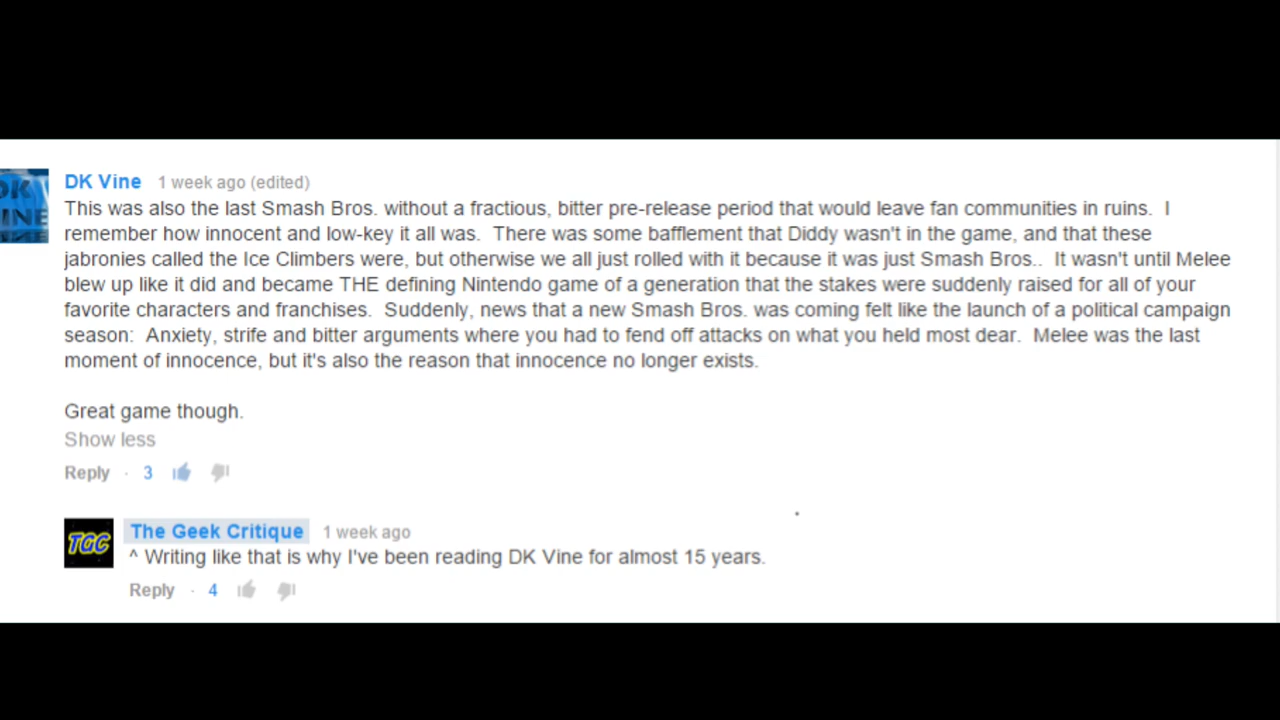 DK
VINE
DK Vine 1 week ago (edited)
This was also the last Smash Bros. without a fractious, bitter pre-release period that would leave fan communities in ruins.  I
remember how innocent and low-key it all was.  There was some bafflement that Diddy wasn't in the game, and that these
jabronies called the Ice Climbers were, but otherwise we all just rolled with it because it was just Smash Bros..  It wasn't until Melee
blew up like it did and became THE defining Nintendo game of a generation that the stakes were suddenly raised for all of your
favorite characters and franchises.  Suddenly, news that a new Smash Bros. was coming felt like the launch of a political campaign
season:  Anxiety, strife and bitter arguments where you had to fend off attacks on what you held most dear.  Melee was the last
moment of innocence, but it's also the reason that innocence no longer exists.
Great game though.
Show less
Reply · 3
TGC
The Geek Critique 1 week ago
^ Writing like that is why I've been reading DK Vine for almost 15 years.
Reply · 4